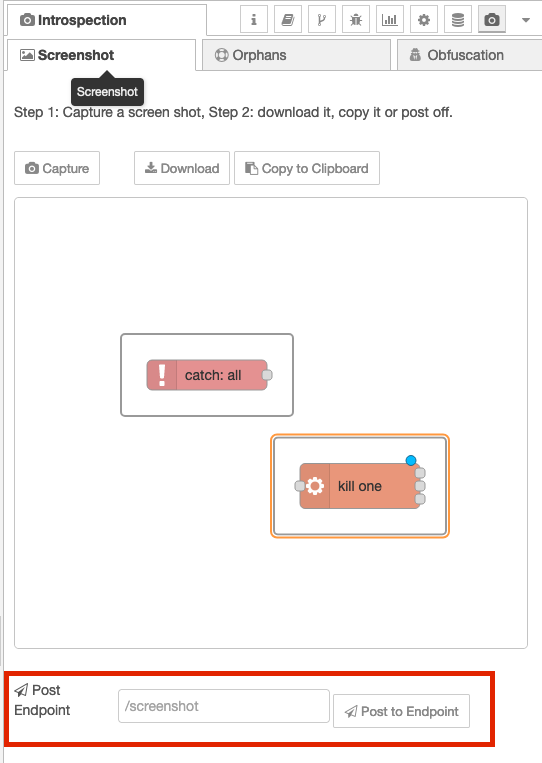 Introspection
Screenshot
Orphans
Obfuscation
Screenshot
Step 1: Capture a screen shot, Step 2: download it, copy it or post off.
Capture
Download
Copy to Clipboard
catch: all
kill one
Post
Endpoint
/screenshot
Post to Endpoint